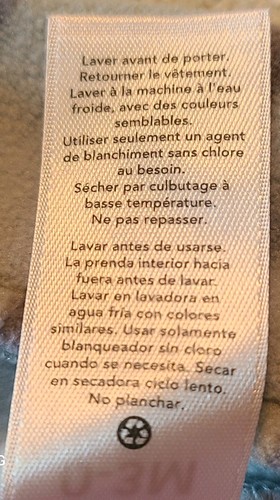 Laver avant de porter.
Retourner le vêtement.
Laver à la machine à l'eau
froide, avec des couleurs
semblables.
Utiliser seulement un agent
de blanchiment sans chlore
au besoin.
Sécher par culbutage à
basse température.
Ne pas repasser.
Lavar antes de usarse.
La prenda interior hacia
fuera antes de lavar.
Lavar en lavadora en
agua fría con colores
similares. Usar solamente
blanqueador sin cloro
cuando se necesita. Secar
en secadora ciclo lento.
No planchar.